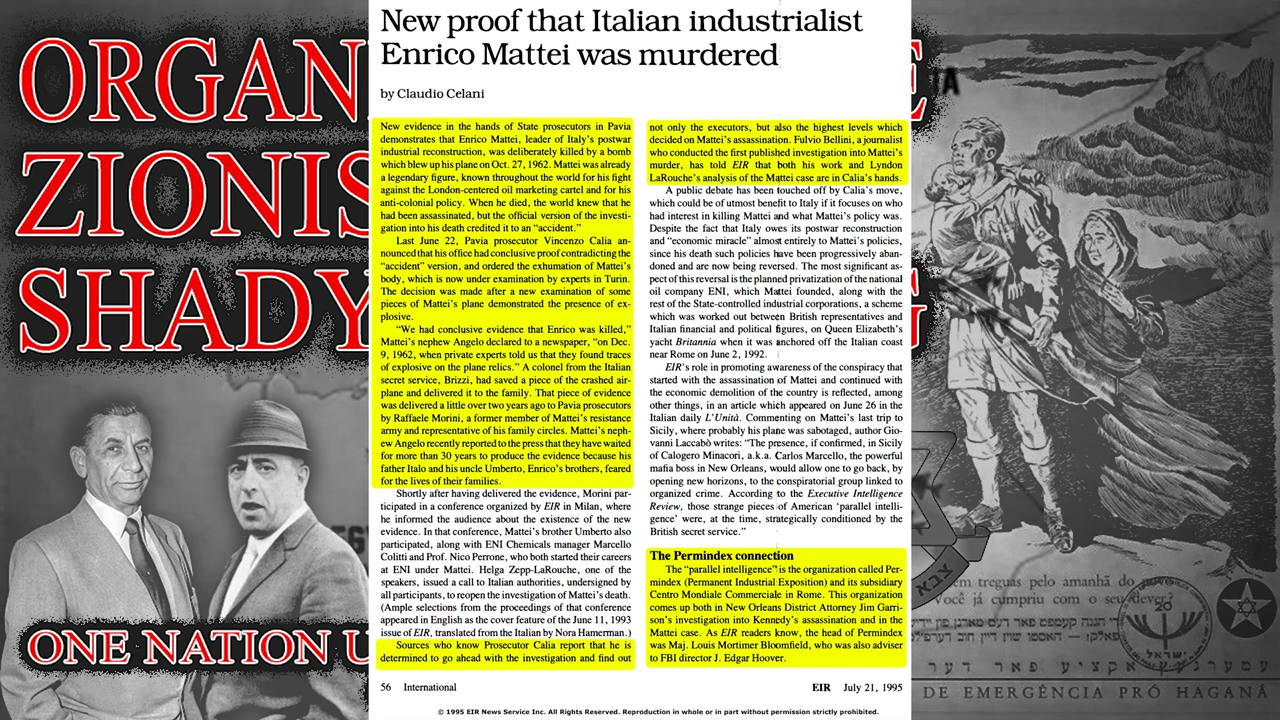 ORGAN
ZIONIS
SHADY
ONE NATION U
New proof that Italian industrialist
Enrico Mattei was murdered
by Claudio Celani
New evidence in the hands of State prosecutors in Pavia
demonstrates that Enrico Mattei, leader of Italy's postwar
industrial reconstruction, was deliberately killed by a bomb
which blew up his plane on Oct. 27, 1962. Mattei was already
a legendary figure, known throughout the world for his fight
against the London-centered oil marketing cartel and for his
anti-colonial policy. When he died, the world knew that he
had been assassinated, but the official version of the investi-
gation into his death credited it to an "accident."
Last June 22, Pavia prosecutor Vincenzo Calia an-
nounced that his office had conclusive proof contradicting the
"accident" version, and ordered the exhumation of Mattei's
body, which is now under examination by experts in Turin.
The decision was made after a new examination of some
pieces of Mattei's plane demonstrated the presence of ex-
plosive.
"We had conclusive evidence that Enrico was killed,"
Mattei's nephew Angelo declared to a newspaper, "on Dec.
9, 1962, when private experts told us that they found traces
of explosive on the plane relics." A colonel from the Italian
secret service, Brizzi, had saved a piece of the crashed air-
plane and delivered it to the family. That piece of evidence
was delivered a little over two years ago to Pavia prosecutors
by Raffaele Morini, a former member of Mattei's resistance
army and representative of his family circles. Mattei's neph-
ew Angelo recently reported to the press that they have waited
for more than 30 years to produce the evidence because his
father Italo and his uncle Umberto, Enrico's brothers, feared
for the lives of their families.
Shortly after having delivered the evidence, Morini par-
ticipated in a conference organized by EIR in Milan, where
he informed the audience about the existence of the new
evidence. In that conference, Mattei's brother Umberto also
participated, along with ENI Chemicals manager Marcello
Colitti and Prof. Nico Perrone, who both started their careers
at ENI under Mattei. Helga Zepp-LaRouche, one of the
speakers, issued a call to Italian authorities, undersigned by
all participants, to reopen the investigation of Mattei's death.
(Ample selections from the proceedings of that conference
appeared in English as the cover feature of the June 11, 1993
issue of EIR, translated from the Italian by Nora Hamerman.)
Sources who know Prosecutor Calia report that he is
determined to go ahead with the investigation and find out
not only the executors, but also the highest levels which
decided on Mattei's assassination. Fulvio Bellini, a journalist
who conducted the first published investigation into Mattei's
murder, has told EIR that both his work and Lyndon
LaRouche's analysis of the Mattei case are in Calia's hands.
A public debate has been touched off by Calia's move,
which could be of utmost benefit to Italy if it focuses on who
had interest in killing Mattei and what Mattei's policy was.
Despite the fact that Italy owes its postwar reconstruction
and "economic miracle" almost entirely to Mattei's policies,
since his death such policies have been progressively aban-
doned and are now being reversed. The most significant as-
pect of this reversal is the planned privatization of the national
oil company ENI, which Mattei founded, along with the
rest of the State-controlled industrial corporations, a scheme
which was worked out between British representatives and
Italian financial and political figures, on Queen Elizabeth's
yacht Britannia when it was anchored off the Italian coast
near Rome on June 2, 1992.
EIR's role in promoting awareness of the conspiracy that
started with the assassination of Mattei and continued with
the economic demolition of the country is reflected, among
other things, in an article which appeared on June 26 in the
Italian daily L'Unità. Commenting on Mattei's last trip to
Sicily, where probably his plane was sabotaged, author Gio-
vanni Laccabò writes: "The presence, if confirmed, in Sicily
of Calogero Minacori, a.k.a. Carlos Marcello, the powerful
mafia boss in New Orleans, would allow one to go back, by
opening new horizons, to the conspiratorial group linked to
organized crime. According to the Executive Intelligence
Review, those strange pieces of American 'parallel intelli-
gence' were, at the time, strategically conditioned by the
British secret service."
The Permindex connection
The "parallel intelligence" is the organization called Per-
mindex (Permanent Industrial Exposition) and its subsidiary
Centro Mondiale Commerciale in Rome. This organization
comes up both in New Orleans District Attorney Jim Garri-
son's investigation into Kennedy's assassination and in the
Mattei case. As EIR readers know, the head of Permindex
was Maj. Louis Mortimer Bloomfield, who was also adviser
to FBI director J. Edgar Hoover.
56 International
EIR July 21, 1995
© 1995 EIR News Service Inc. All Rights Reserved. Reproduction in whole or in part without permission strictly prohibited.
E
A
G
צבא
em treguas pelo amanhã do povo
Você já cumpriu com o seu dever?
20
ישראל
DE EMERGÊNCIA PRÓ HAGANÁ